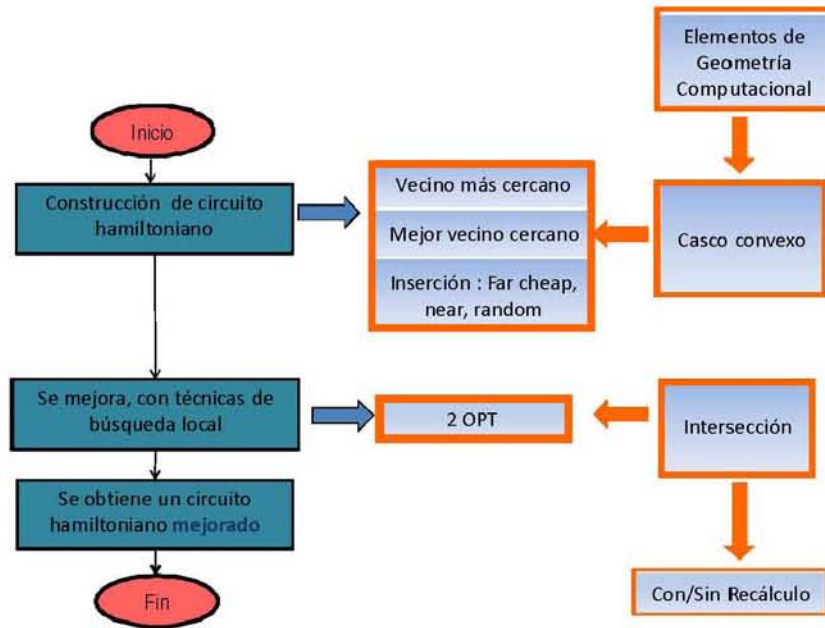 Elementos de
Geometría
Computacional
Inicio
Construcción de circuito
hamiltoniano
Vecino más cercano
Mejor vecino cercano
Inserción : Far cheap,
near, random
Casco convexo
Se mejora, con técnicas de
búsqueda local
2 OPT
Intersección
Se obtiene un circuito
hamiltoniano mejorado
Fin
Con/Sin Recálculo